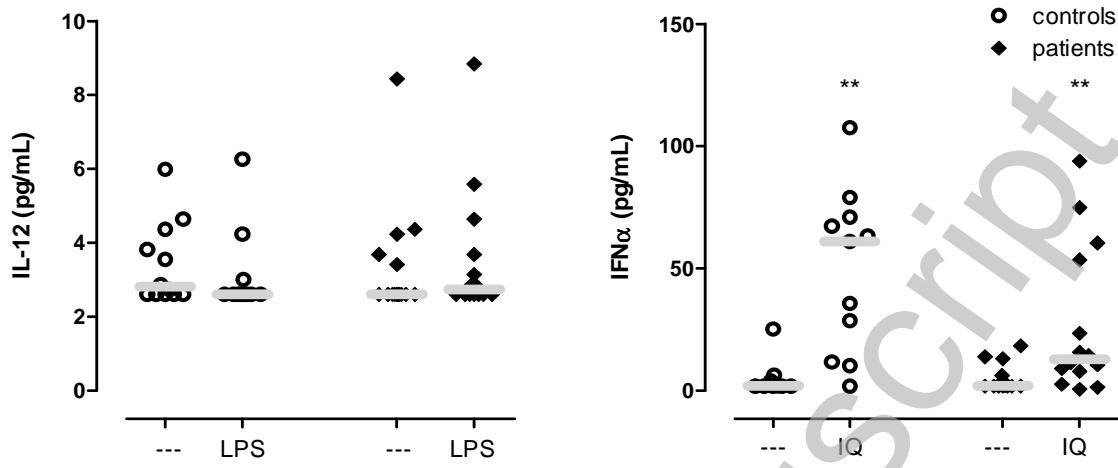 10
8
6
4
2
0
IL-12 (pg/mL)
--- LPS --- LPS
150
100
50
0
IFNα (pg/mL)
controls
patients
** **
--- IQ --- IQ
script